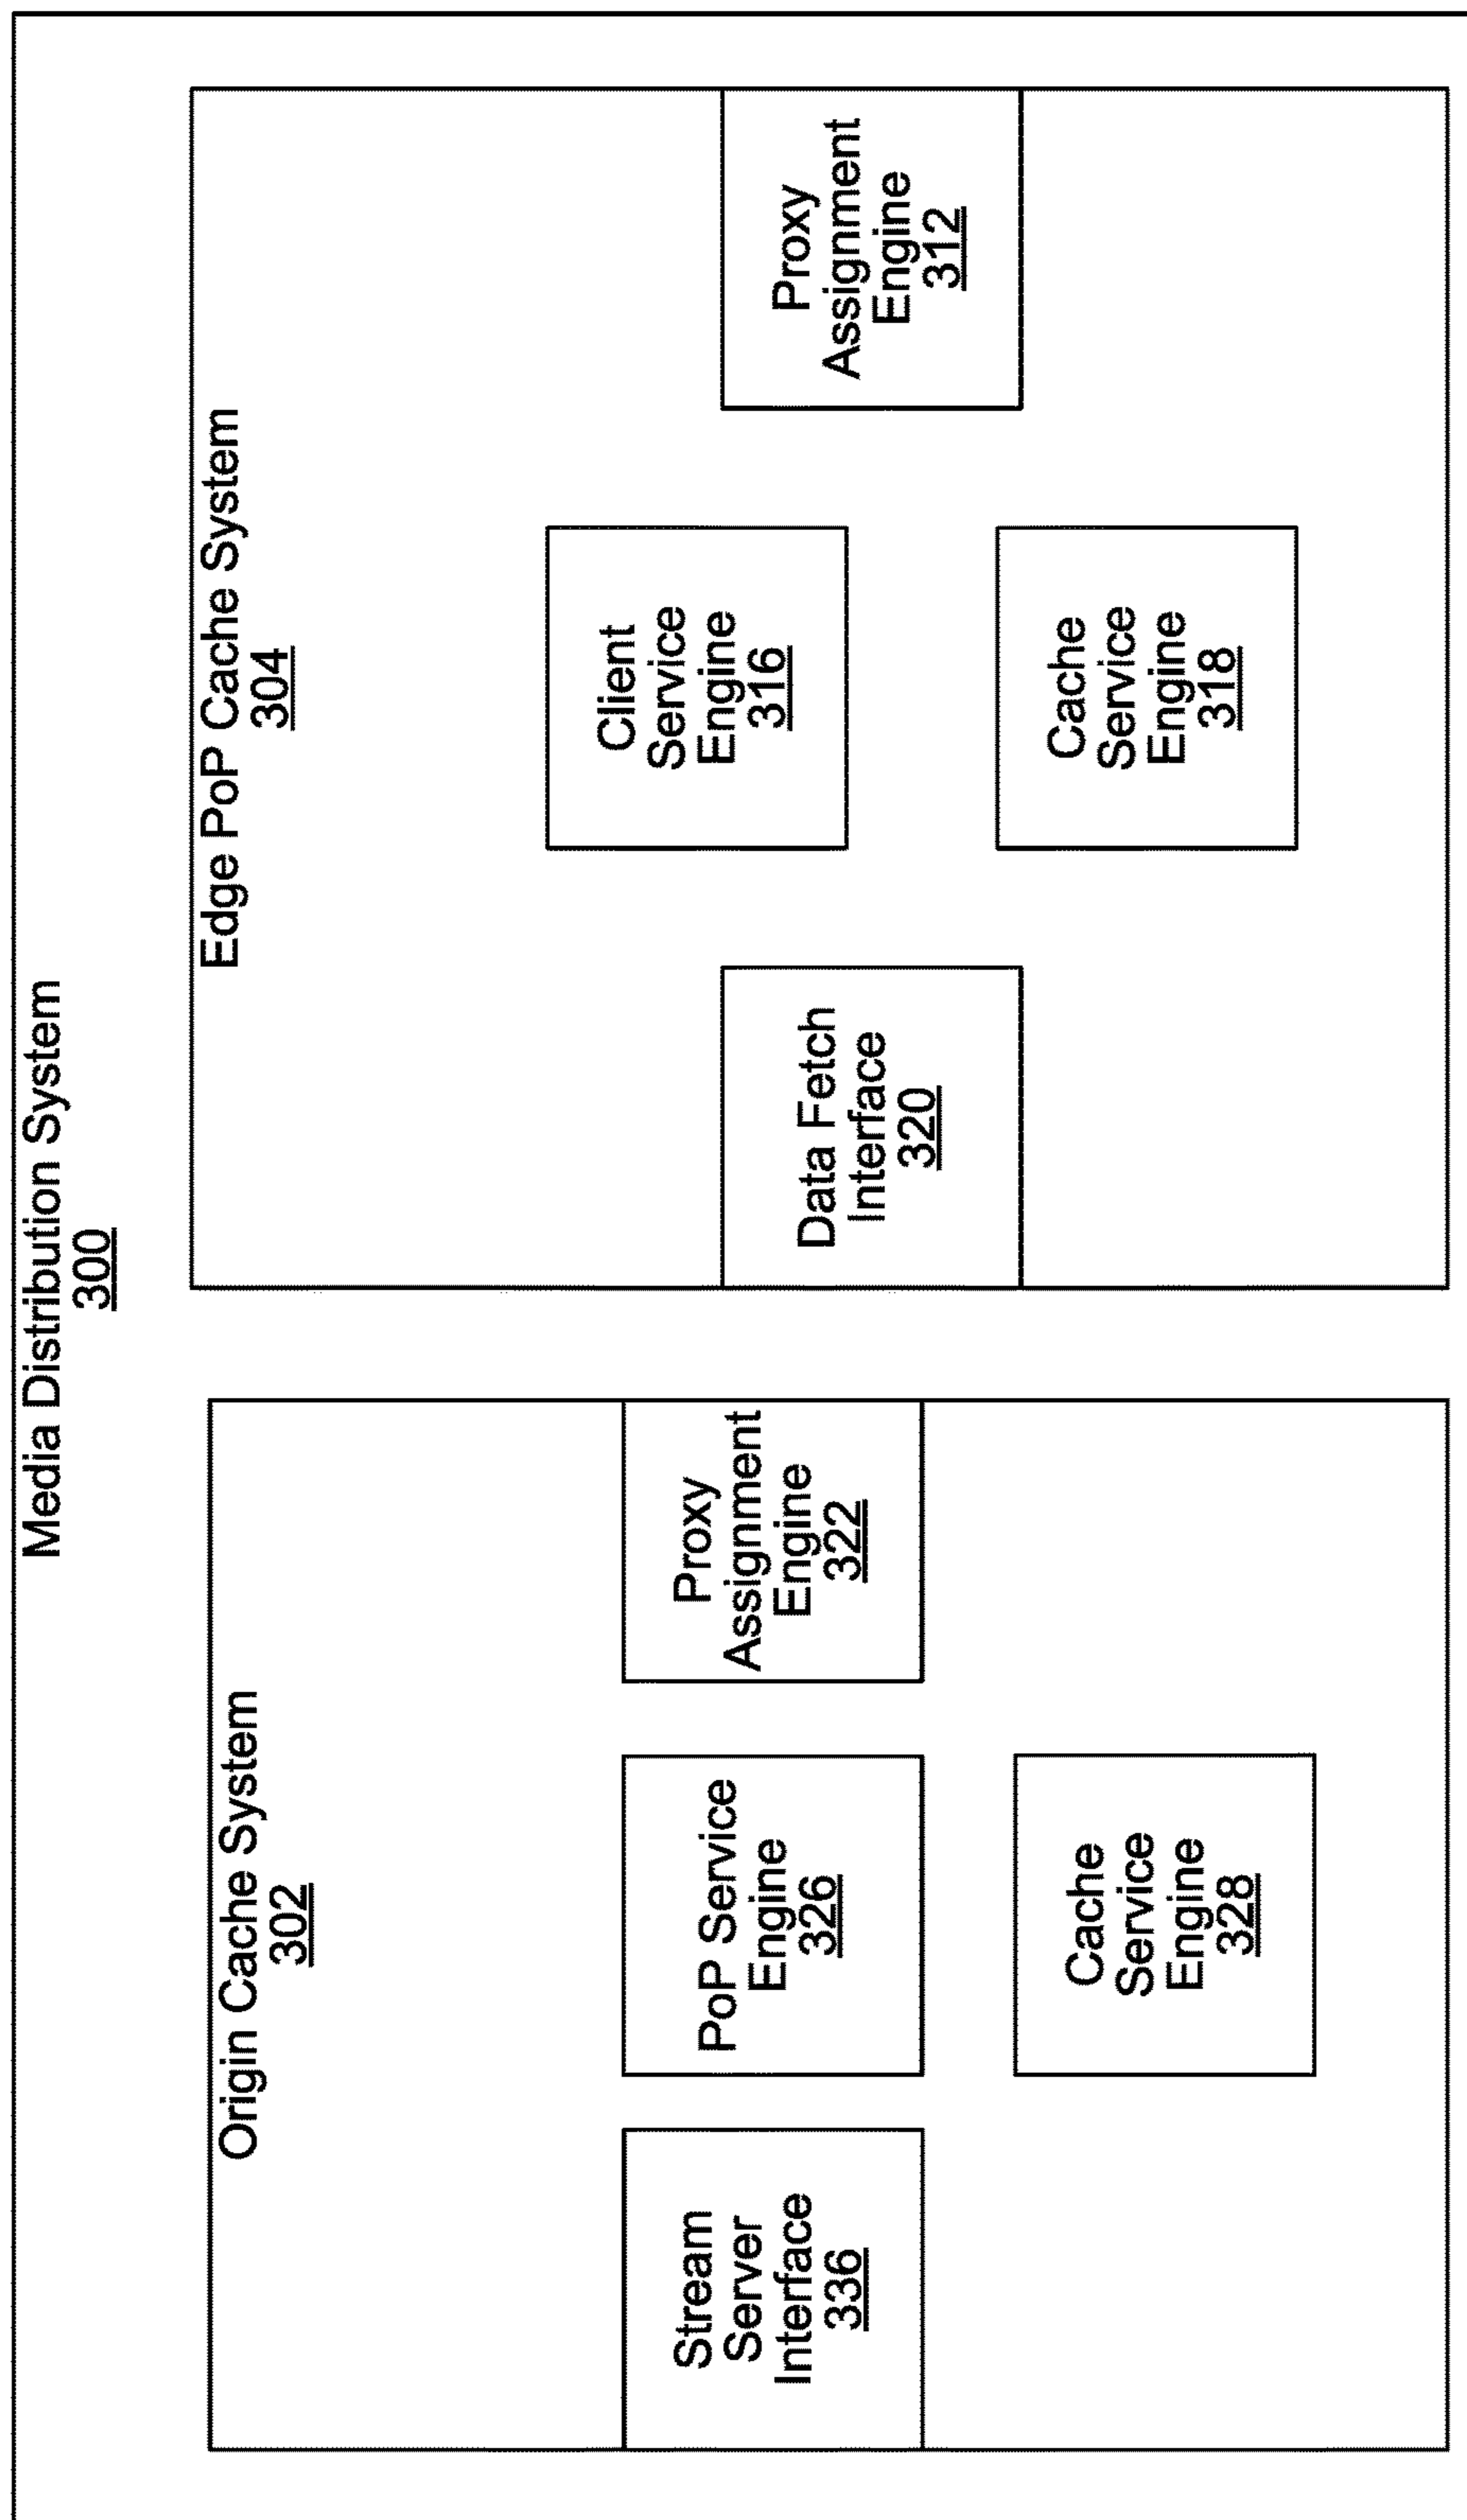 Media Distribution System
300
Origin Cache System
302
Stream
Server
Interface
336
PoP Service
Engine
326
Proxy
Assignment
Engine
322
Cache
Service
Engine
328
Edge PoP Cache System
304
Data Fetch
Interface
320
Client
Service
Engine
316
Proxy
Assignment
Engine
312
Cache
Service
Engine
318